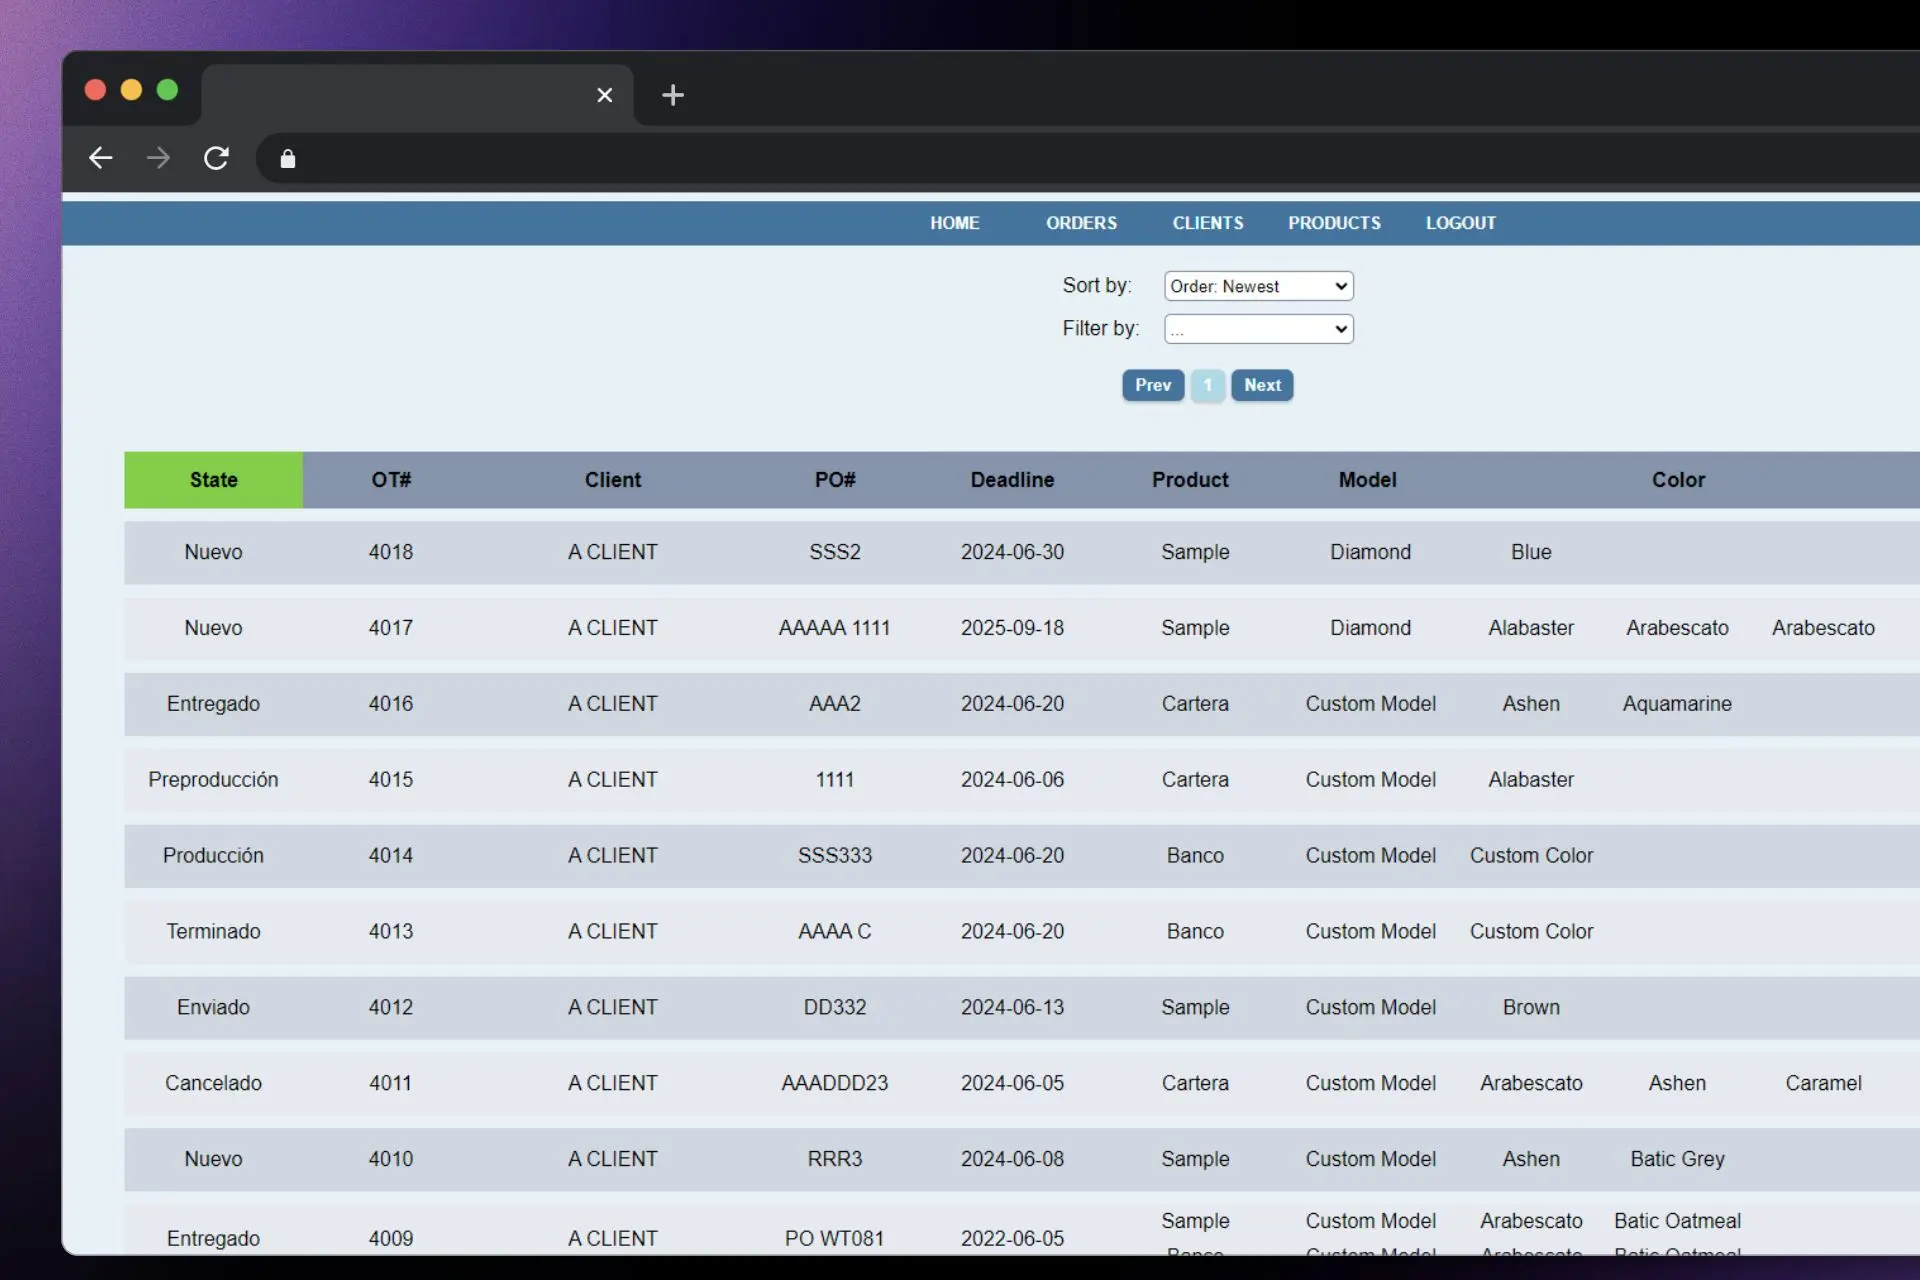 HOME ORDERS CLIENTS PRODUCTS LOGOUT
Sort by: Order: Newest
Filter by: ...
Prev 1 Next
State OT# Client PO# Deadline Product Model Color
Nuevo 4018 A CLIENT SSS2 2024-06-30 Sample Diamond Blue
Nuevo 4017 A CLIENT AAAAA 1111 2025-09-18 Sample Diamond Alabaster Arabescato Arabescato
Entregado 4016 A CLIENT AAA2 2024-06-20 Cartera Custom Model Ashen Aquamarine
Preproducción 4015 A CLIENT 1111 2024-06-06 Cartera Custom Model Alabaster
Producción 4014 A CLIENT SSS333 2024-06-20 Banco Custom Model Custom Color
Terminado 4013 A CLIENT AAAA C 2024-06-20 Banco Custom Model Custom Color
Enviado 4012 A CLIENT DD332 2024-06-13 Sample Custom Model Brown
Cancelado 4011 A CLIENT AAADDD23 2024-06-05 Cartera Custom Model Arabescato Ashen Caramel
Nuevo 4010 A CLIENT RRR3 2024-06-08 Sample Custom Model Ashen Batic Grey
Sample Custom Model Arabescato Batic Oatmeal
Entregado 4009 A CLIENT PO WT081 2022-06-05
Banco Custom Model Arabescato Batic Oatmeal